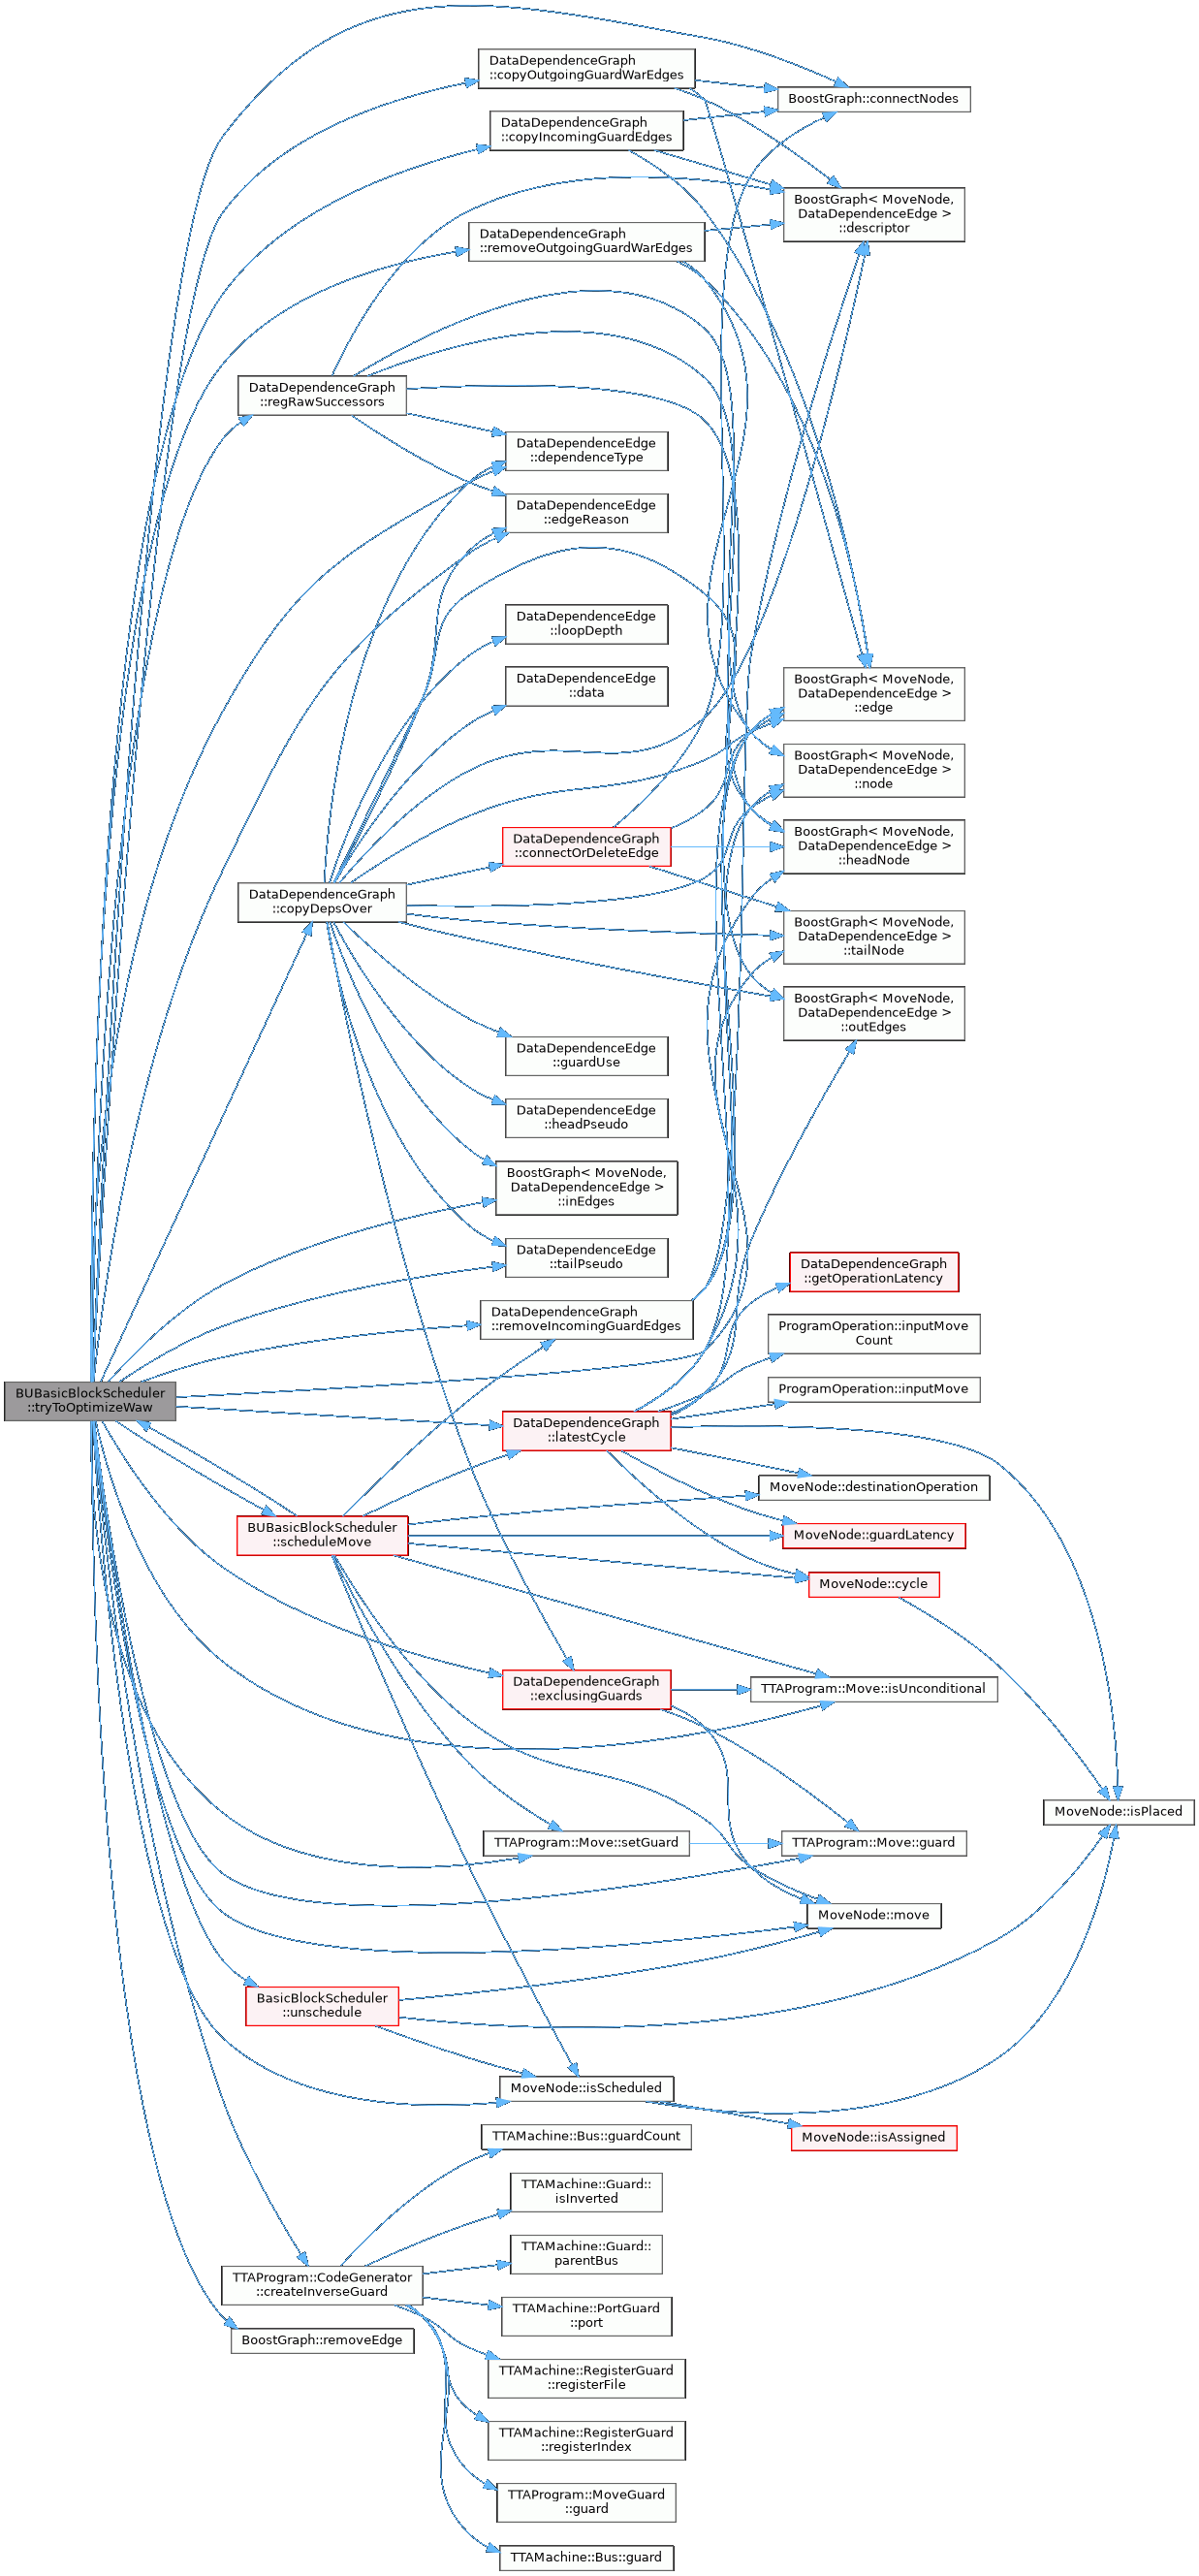 DataDependenceGraph
::copyOutgoingGuardWarEdges
BoostGraph::connectNodes
DataDependenceGraph
::copyIncomingGuardEdges
BoostGraph< MoveNode,
DataDependenceEdge >
::descriptor
DataDependenceGraph
::removeOutgoingGuardWarEdges
DataDependenceGraph
::regRawSuccessors
DataDependenceEdge
::dependenceType
DataDependenceEdge
::edgeReason
DataDependenceEdge
::loopDepth
DataDependenceEdge
::data
BoostGraph< MoveNode,
DataDependenceEdge >
::edge
BoostGraph< MoveNode,
DataDependenceEdge >
::node
DataDependenceGraph
::connectOrDeleteEdge
BoostGraph< MoveNode,
DataDependenceEdge >
::headNode
DataDependenceGraph
::copyDepsOver
BoostGraph< MoveNode,
DataDependenceEdge >
::tailNode
BoostGraph< MoveNode,
DataDependenceEdge >
::outEdges
DataDependenceEdge
::guardUse
DataDependenceEdge
::headPseudo
BoostGraph< MoveNode,
DataDependenceEdge >
::inEdges
DataDependenceEdge
::tailPseudo
DataDependenceGraph
::getOperationLatency
DataDependenceGraph
::removeIncomingGuardEdges
ProgramOperation::inputMove
Count
BUBasicBlockScheduler
::tryToOptimizeWaw
ProgramOperation::inputMove
DataDependenceGraph
::latestCycle
MoveNode::destinationOperation
BUBasicBlockScheduler
::scheduleMove
MoveNode::guardLatency
MoveNode::cycle
DataDependenceGraph
::exclusingGuards
TTAProgram::Move::isUnconditional
MoveNode::isPlaced
TTAProgram::Move::setGuard
TTAProgram::Move::guard
MoveNode::move
BasicBlockScheduler
::unschedule
MoveNode::isScheduled
MoveNode::isAssigned
TTAMachine::Bus::guardCount
TTAMachine::Guard::
isInverted
TTAMachine::Guard::
parentBus
TTAProgram::CodeGenerator
::createInverseGuard
TTAMachine::PortGuard
::port
BoostGraph::removeEdge
TTAMachine::RegisterGuard
::registerFile
TTAMachine::RegisterGuard
::registerIndex
TTAProgram::MoveGuard
::guard
TTAMachine::Bus::guard